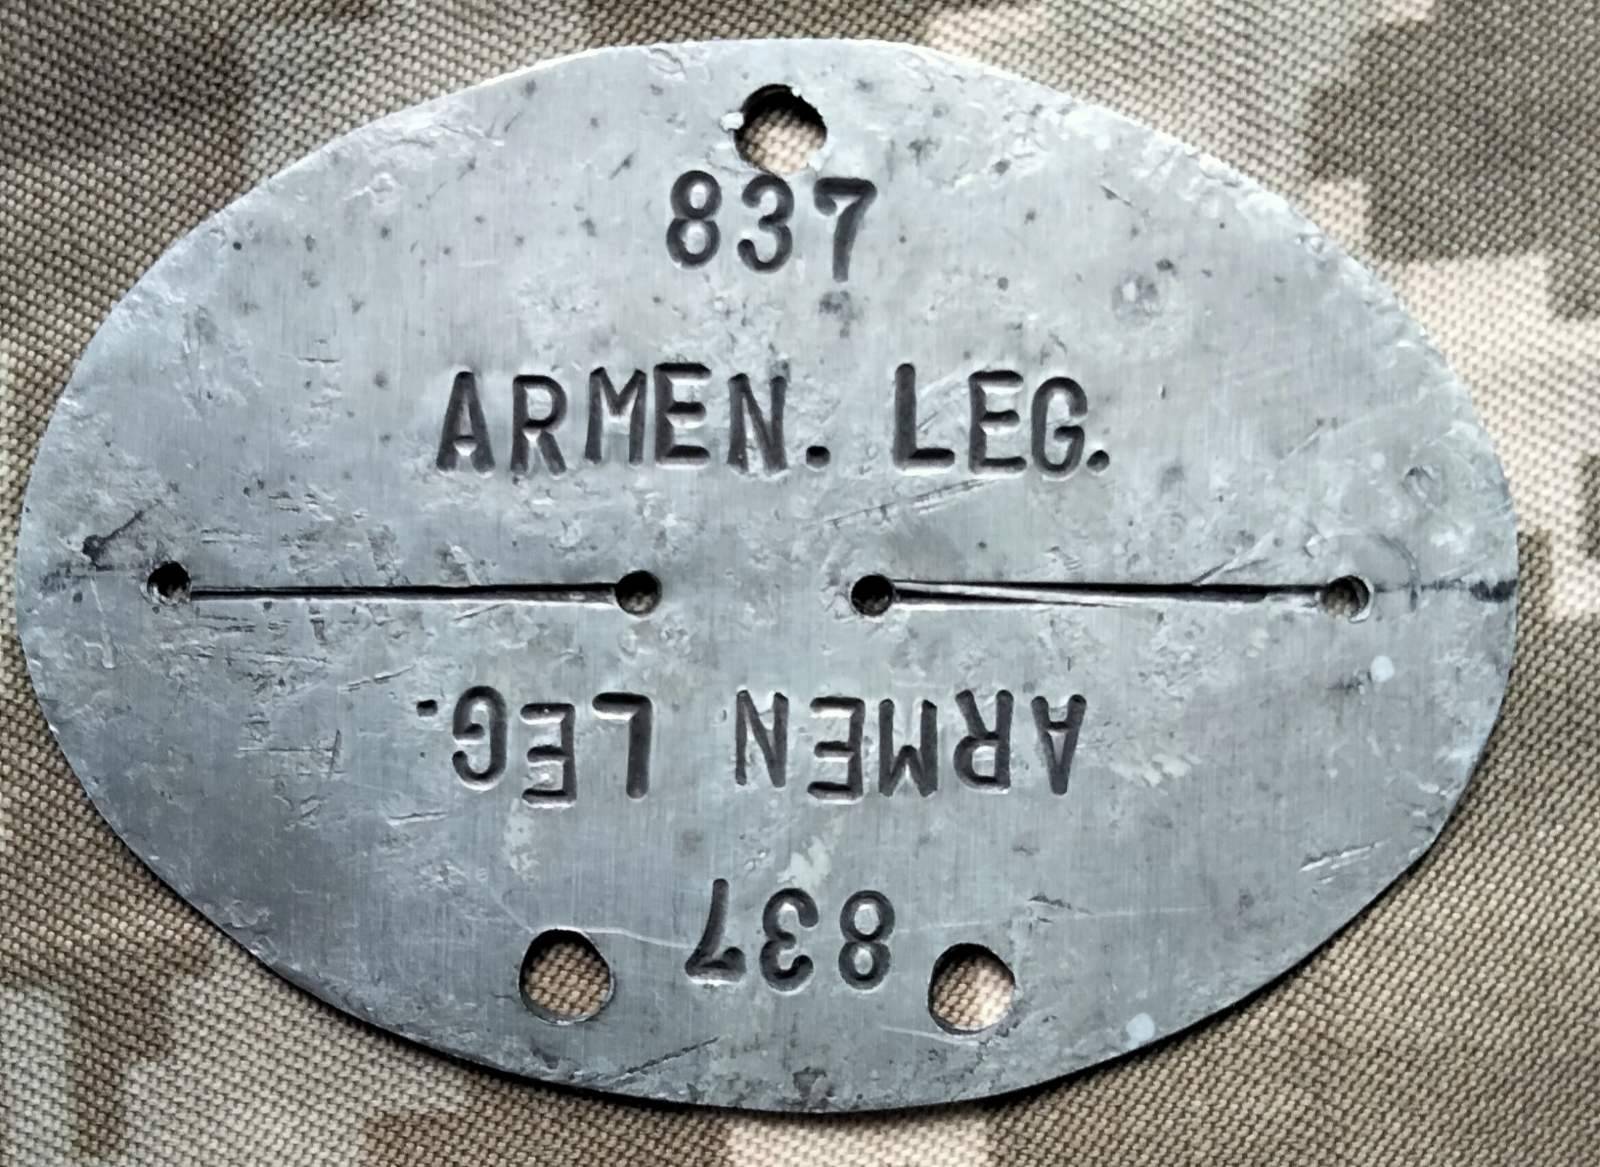 837
ARMEN. LEG.
ARMEN LEG.
837